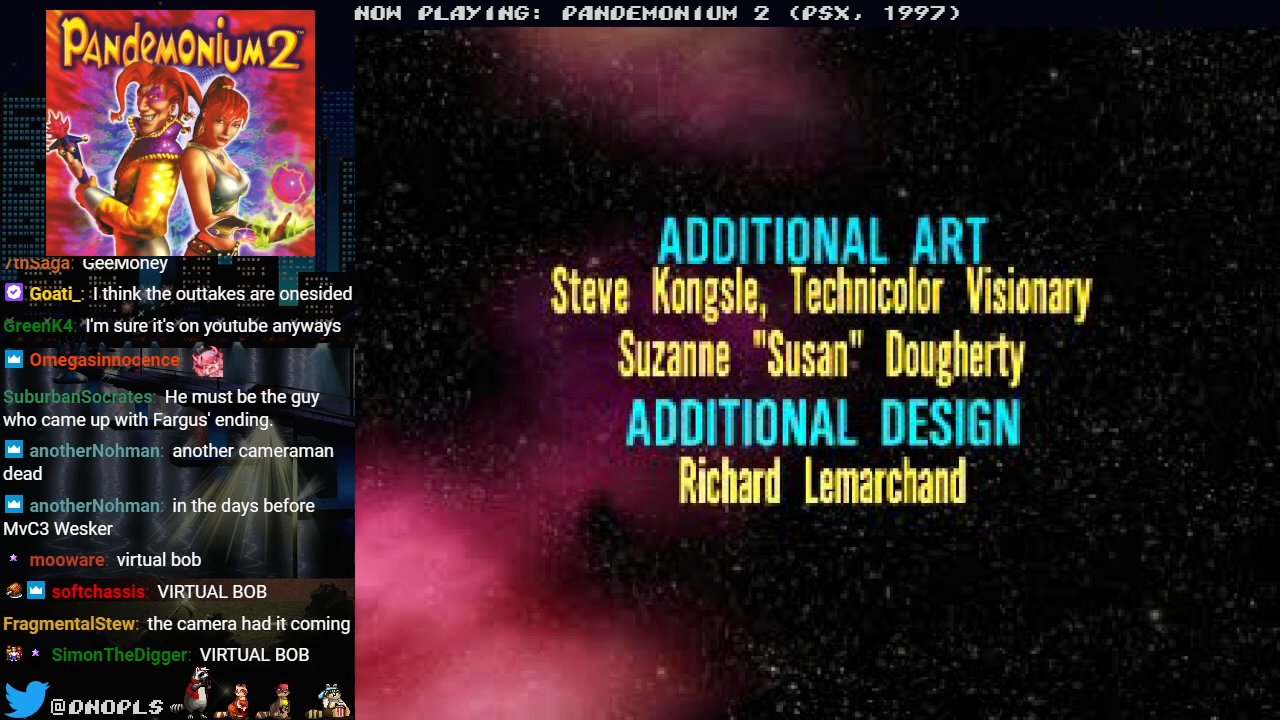 NOW PLAYING: PANDEMONIUM 2 (PSX, 1997)
PANDEMONIUM 2™
7thSaga: GeeMoney
Goati_: I think the outtakes are onesided
GreenK4: I'm sure it's on youtube anyways
Omegasinnocence
SuburbanSocrates: He must be the guy
who came up with Fargus' ending.
anotherNohman: another cameraman
dead
anotherNohman: in the days before
MvC3 Wesker
mooware: virtual bob
softchassis: VIRTUAL BOB
FragmentalStew: the camera had it coming
SimonTheDigger: VIRTUAL BOB
@DNOPLS
ADDITIONAL ART
Steve Kongsle, Technicolor Visionary
Suzanne "Susan" Dougherty
ADDITIONAL DESIGN
Richard Lemarchand